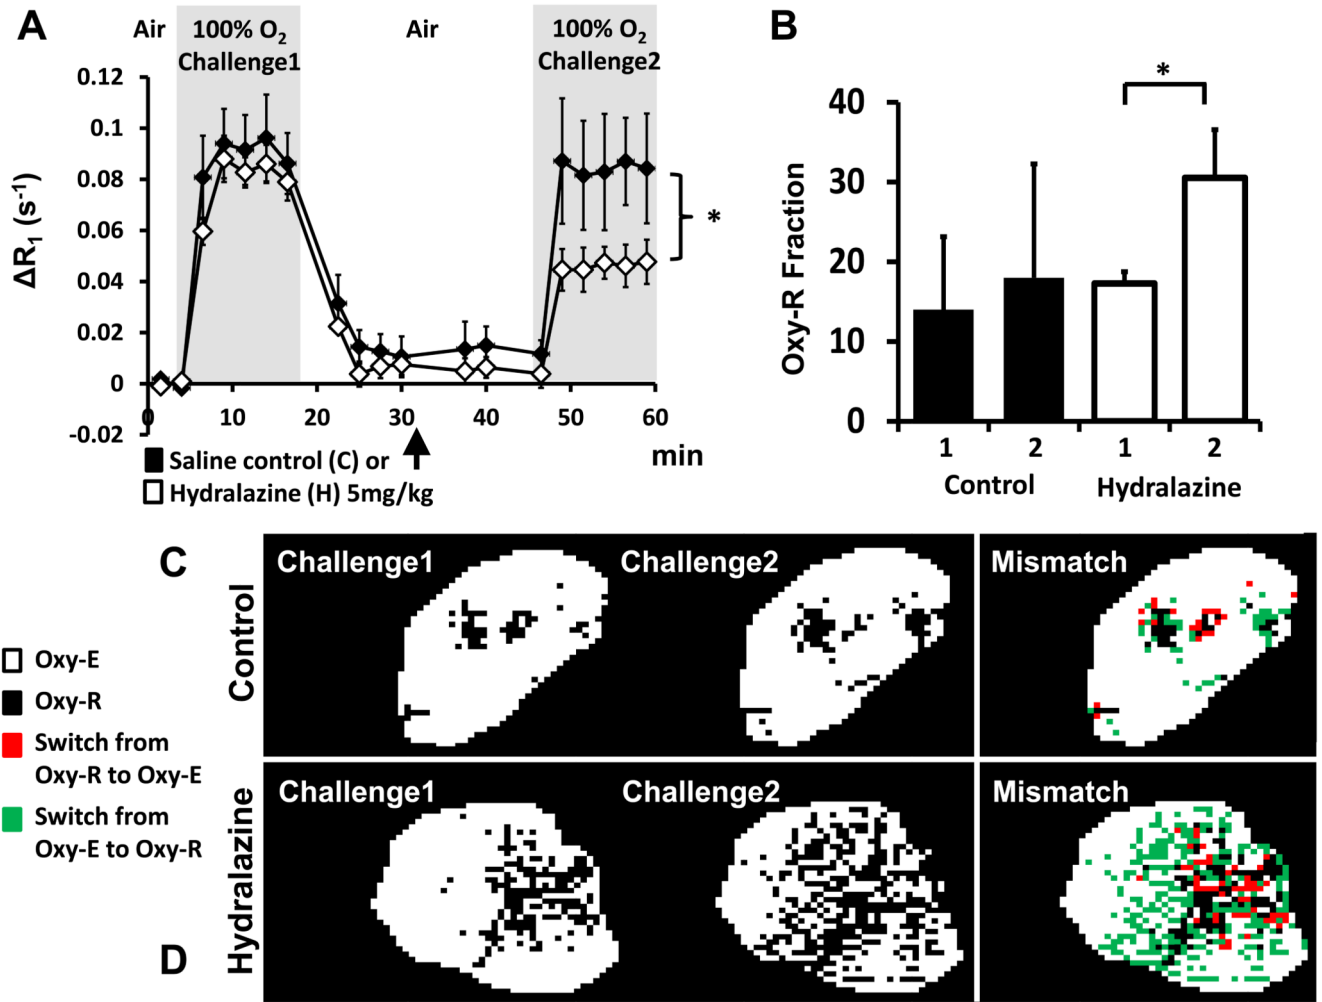 A
Air
100% O₂
Challenge1
Air
100% O₂
Challenge2
0.12
0.1
0.08
0.06
0.04
0.02
0
-0.02
ΔR₁ (s⁻¹)
0
10
20
30
40
50
60
min
*
Saline control (C) or
Hydralazine (H) 5mg/kg
B
40
30
20
10
0
Oxy-R Fraction
*
1
2
1
2
Control
Hydralazine
C
Control
Challenge1
Challenge2
Mismatch
Oxy-E
Oxy-R
Switch from
Oxy-R to Oxy-E
Switch from
Oxy-E to Oxy-R
D
Hydralazine
Challenge1
Challenge2
Mismatch